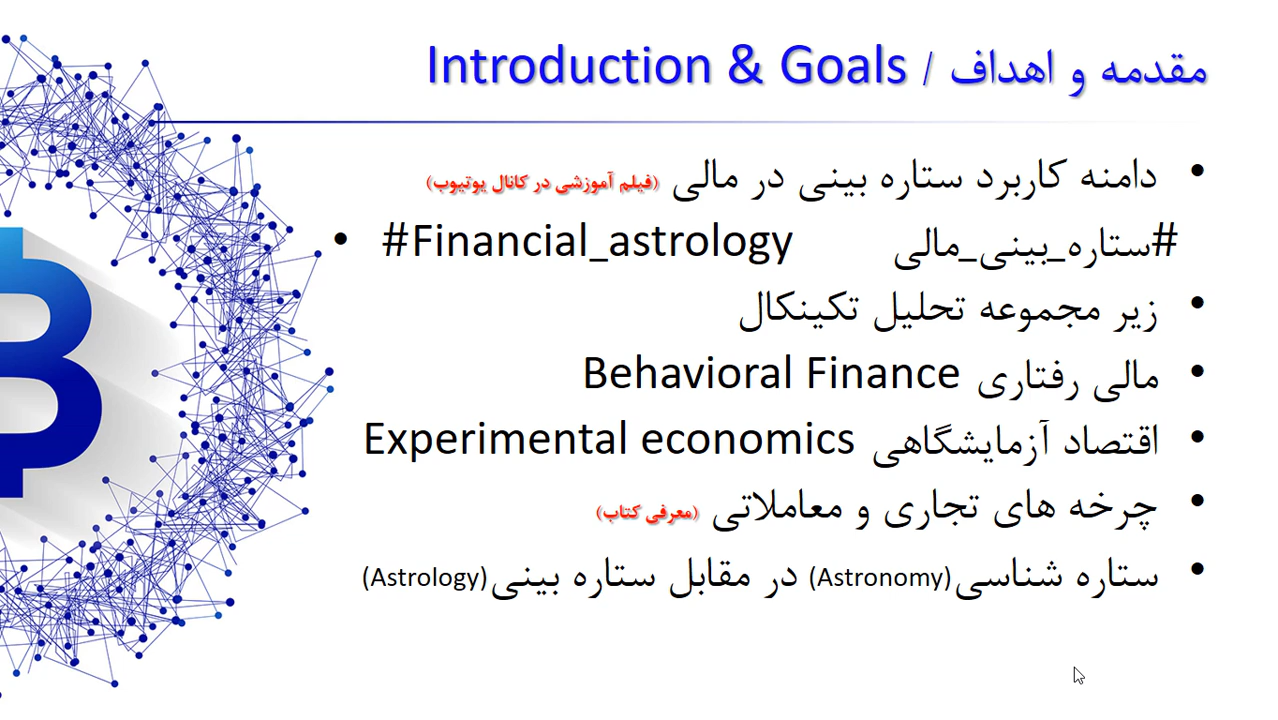 مقدمه و اهداف / Introduction & Goals
• دامنه کاربرد ستاره بینی در مالی (فیلم آموزشی در کانال یوتیوب)
#ستاره_بینی_مالی #Financial_astrology •
• زیر مجموعه تحلیل تکینکال
• مالی رفتاری Behavioral Finance
• اقتصاد آزمایشگاهی Experimental economics
• چرخه های تجاری و معاملاتی (معرفی کتاب)
• ستاره شناسی(Astronomy) در مقابل ستاره بینی(Astrology)